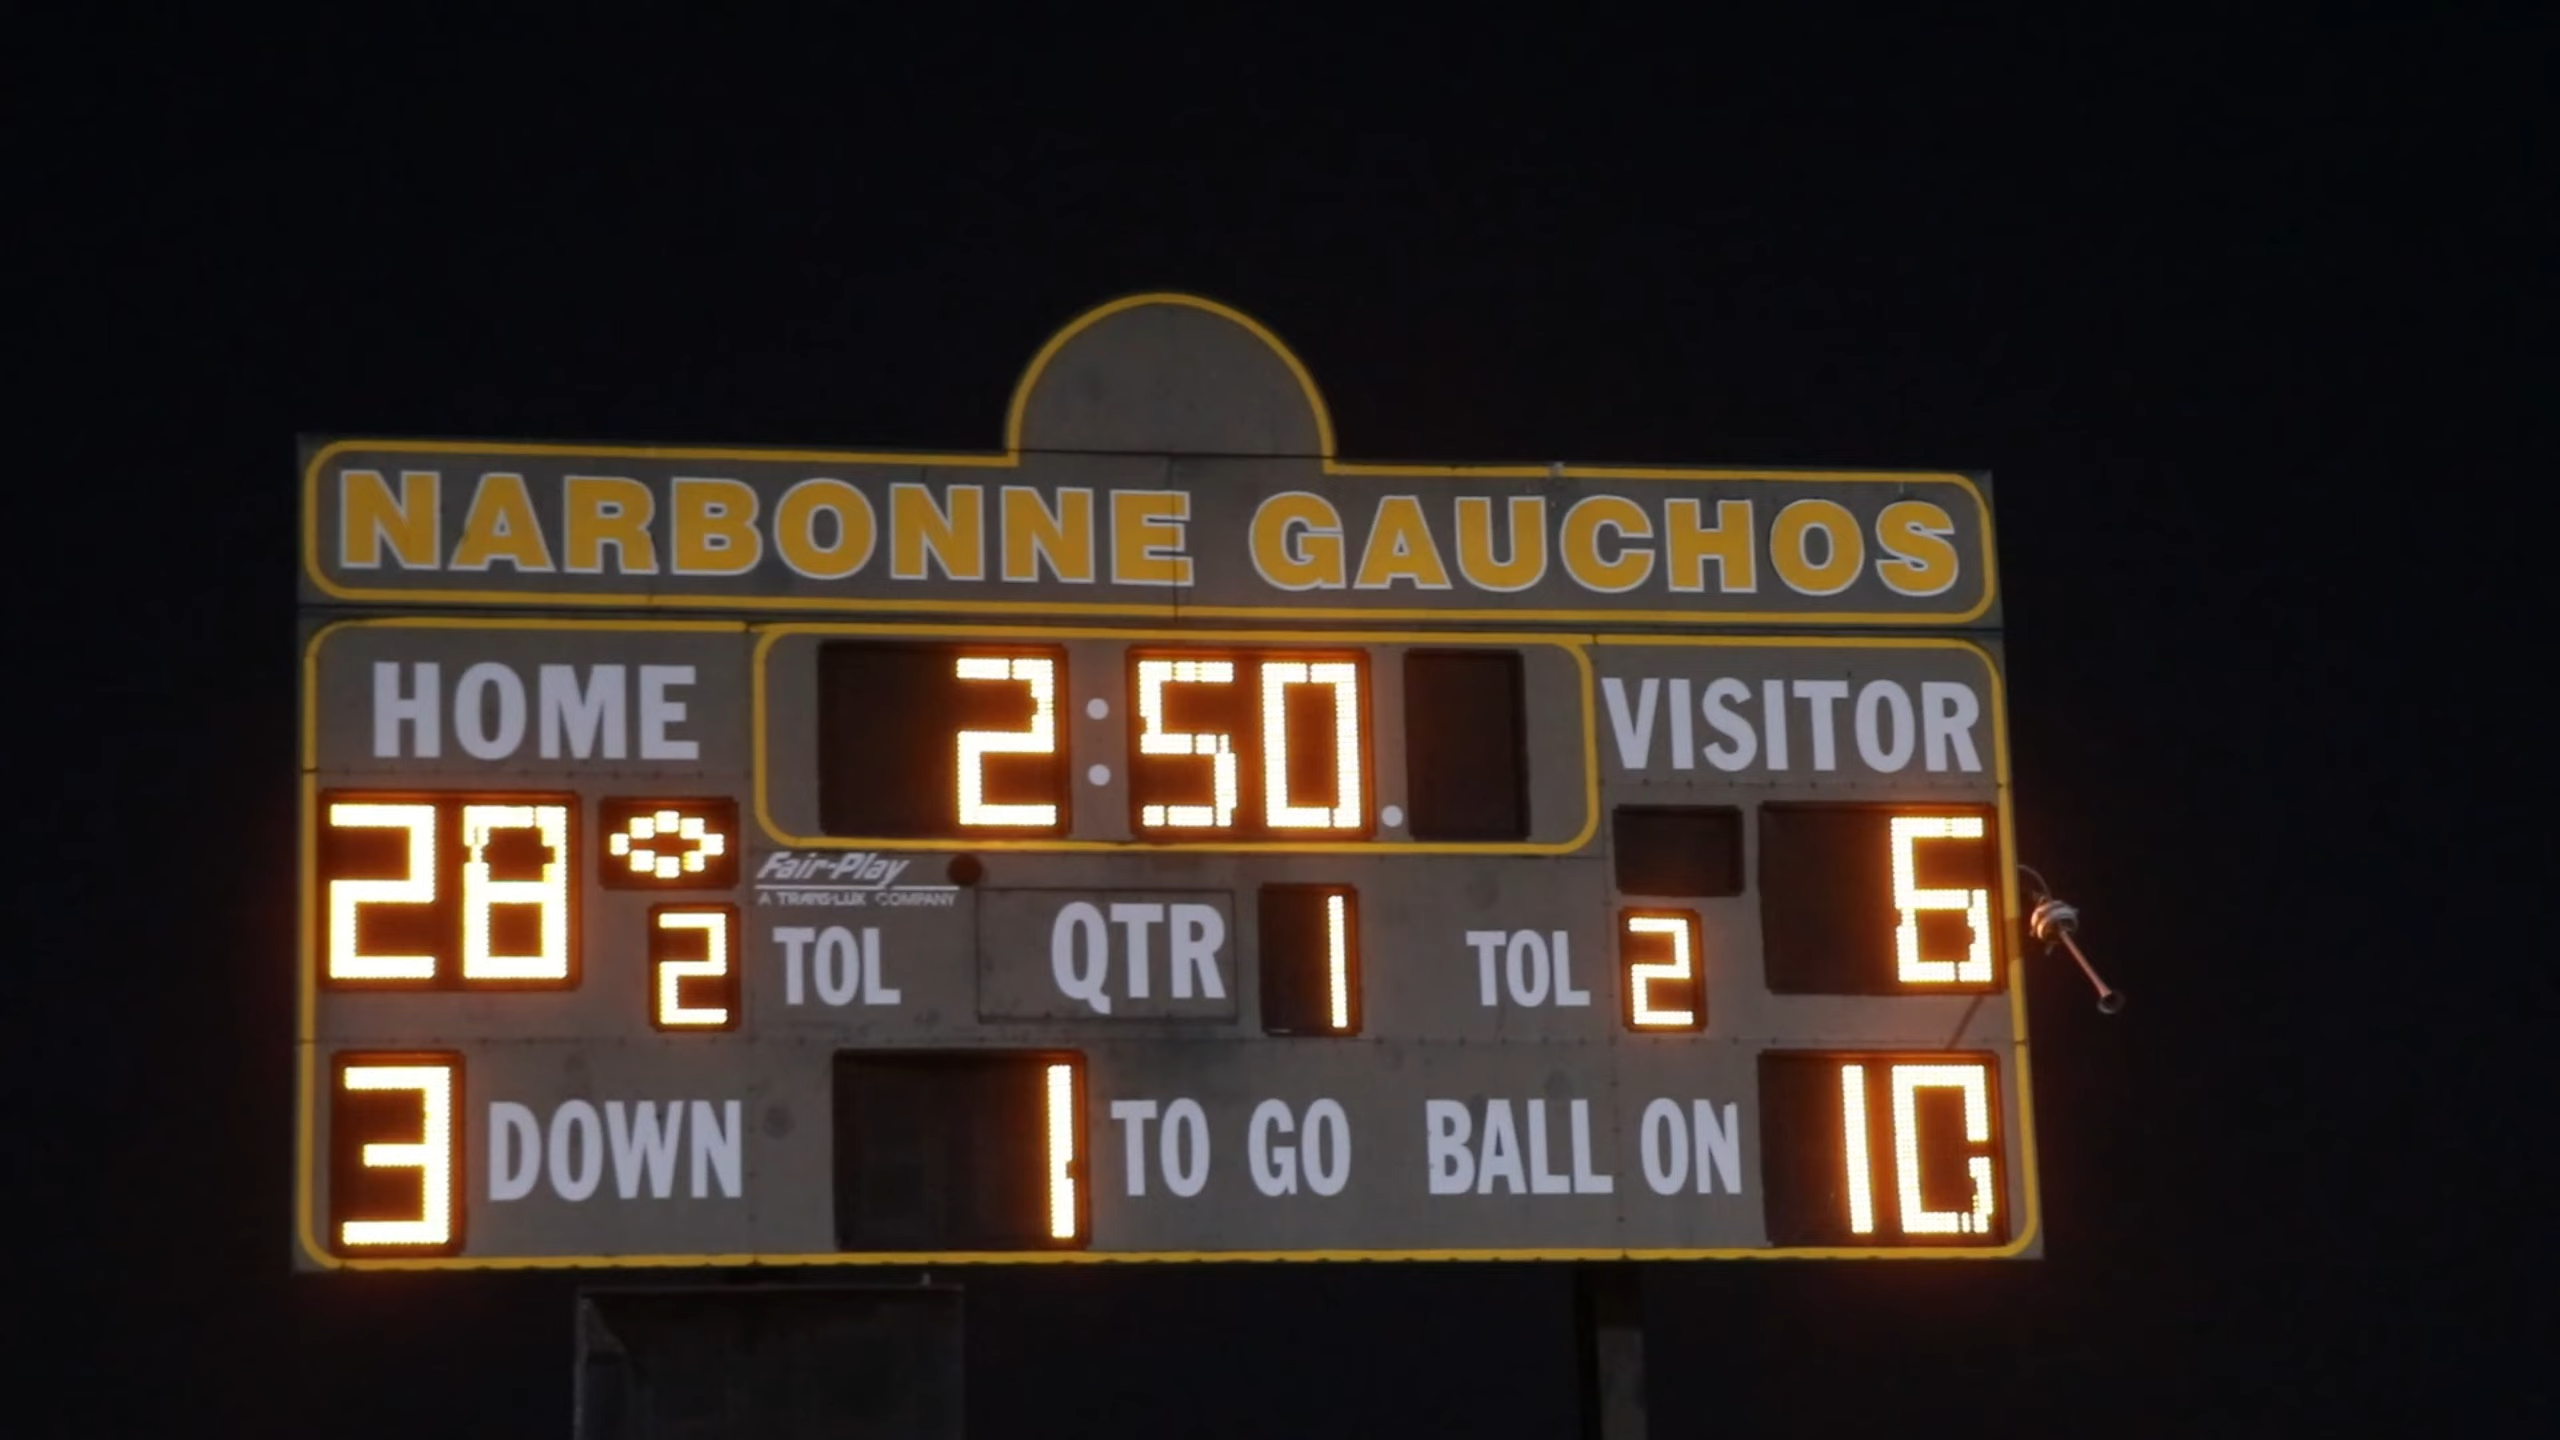 NARBONNE GAUCHOS
HOME 2:50 VISITOR
28 6
Fair-Play
A TRANS-LUX COMPANY
2 TOL QTR 1 TOL 2
3 DOWN 1 TO GO BALL ON 10